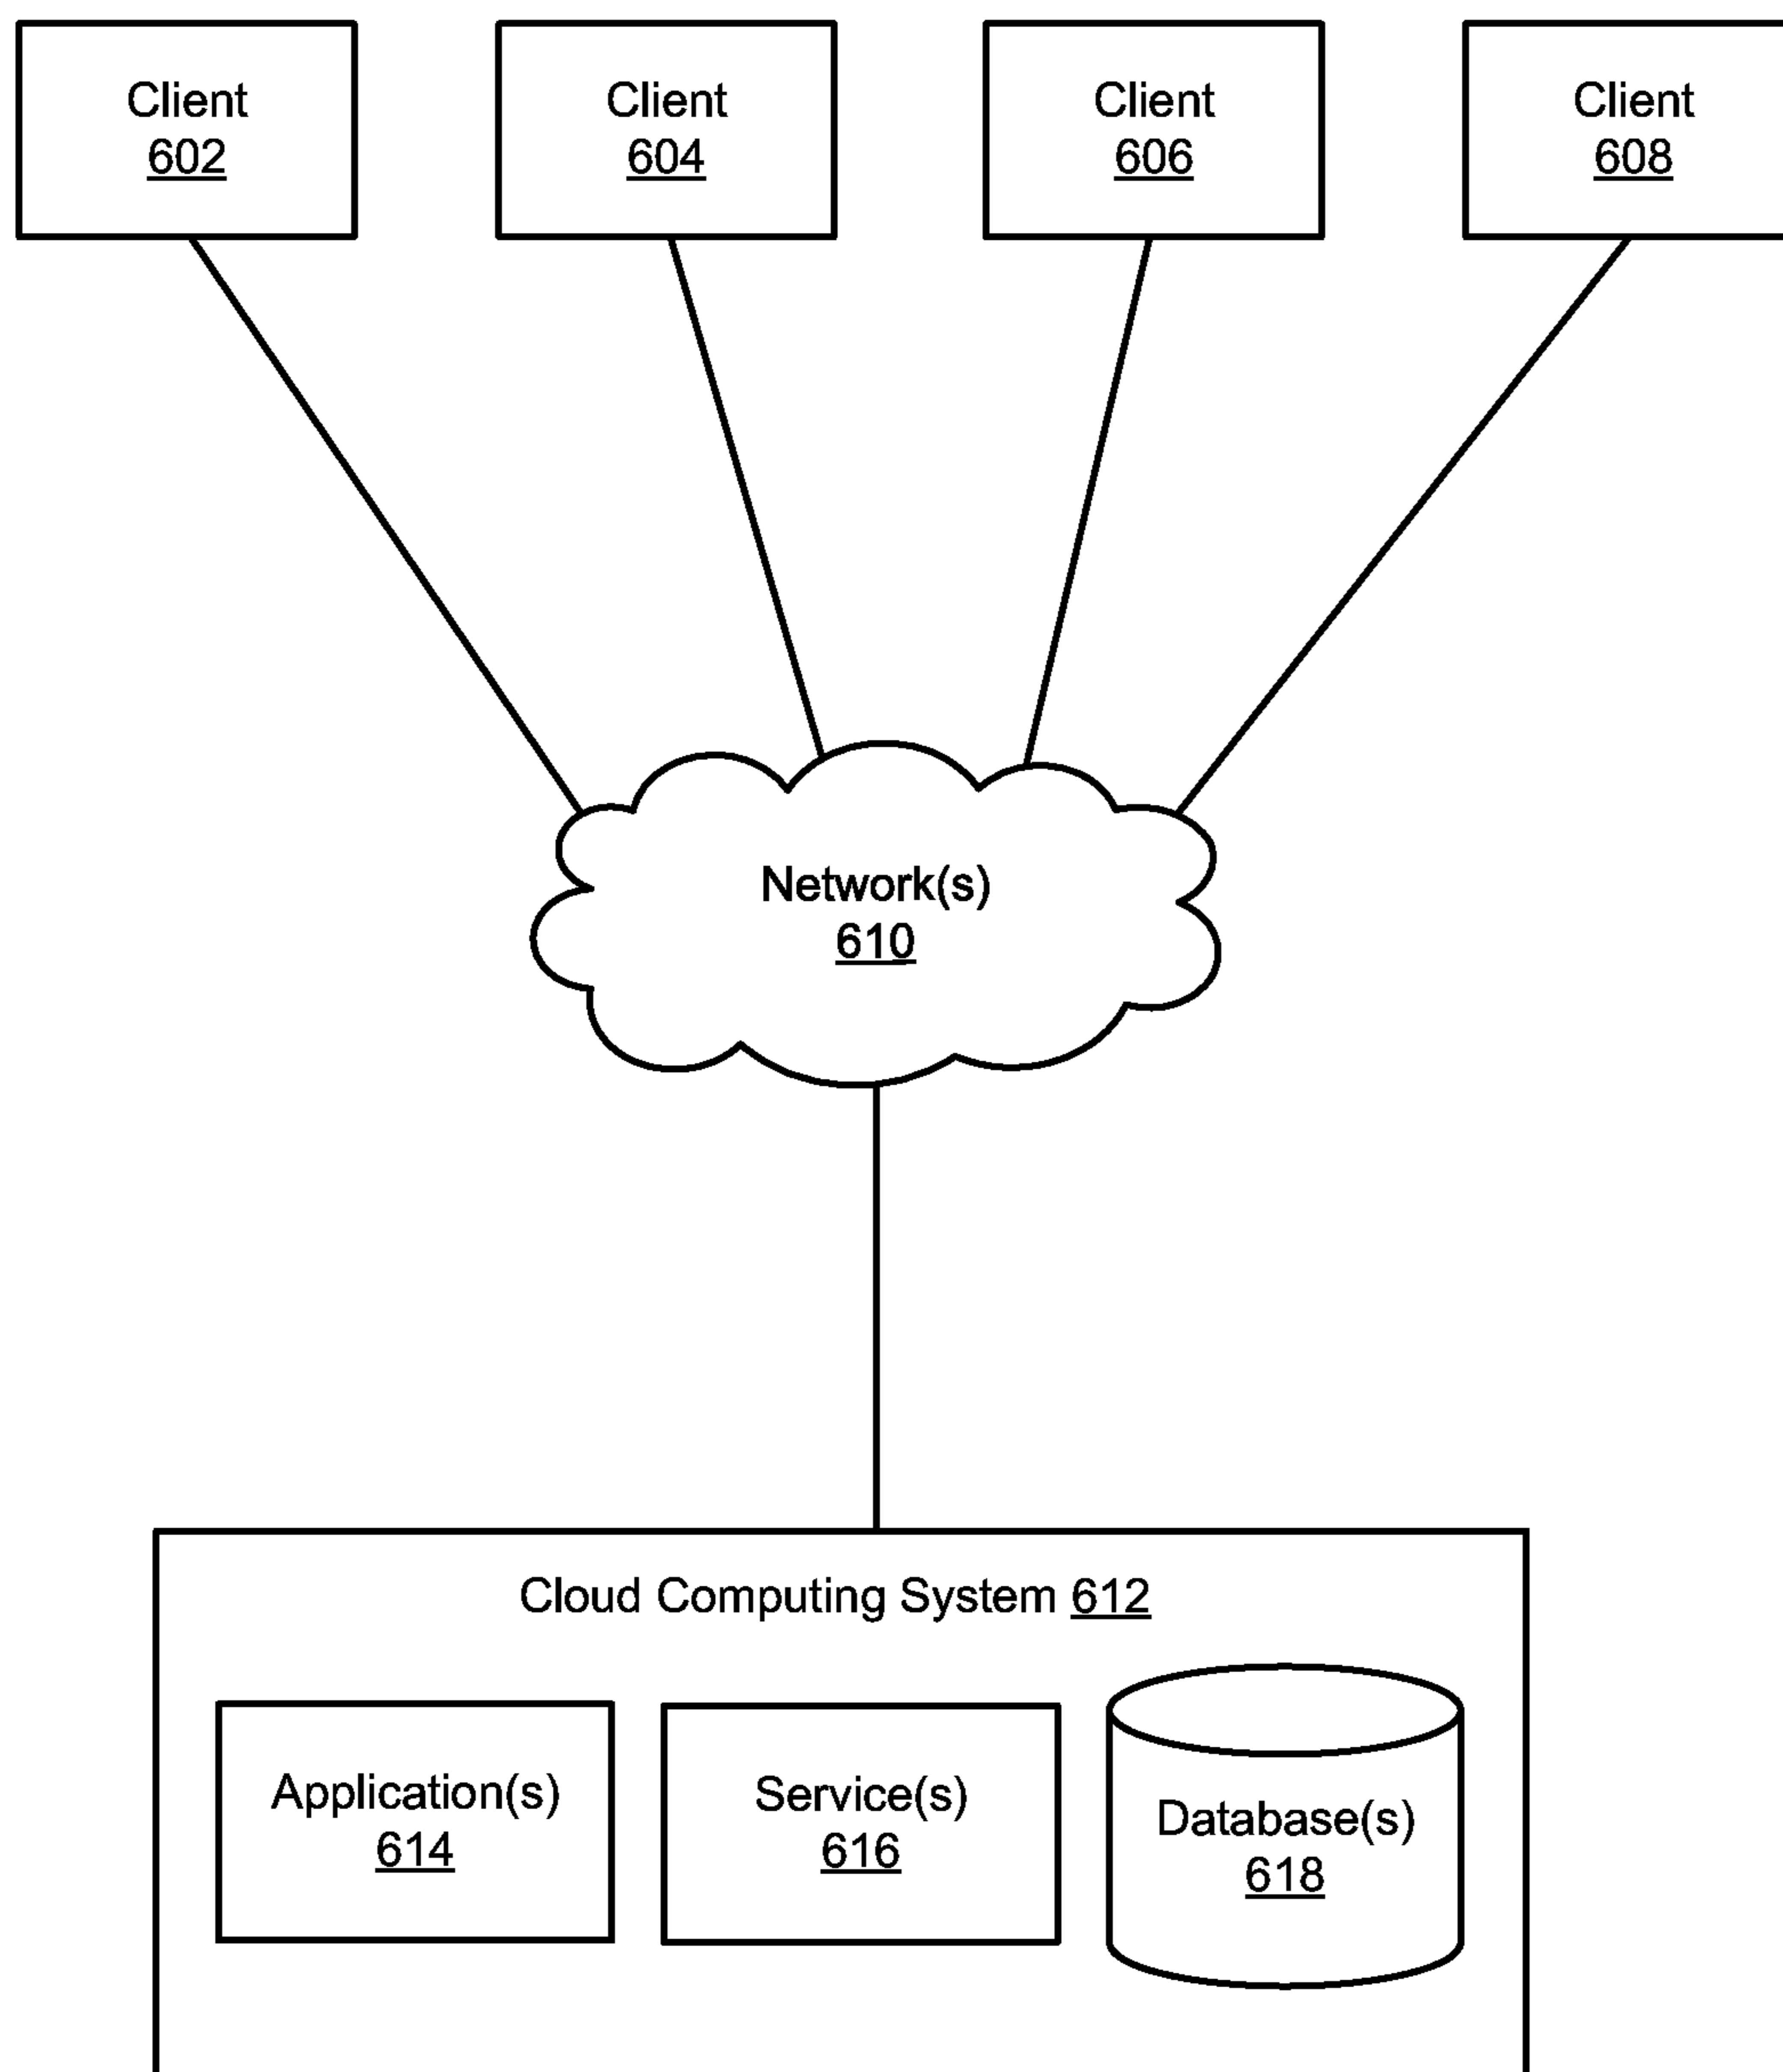 Client
602
Client
604
Client
606
Client
608
Network(s)
610
Cloud Computing System 612
Application(s)
614
Service(s)
616
Database(s)
618